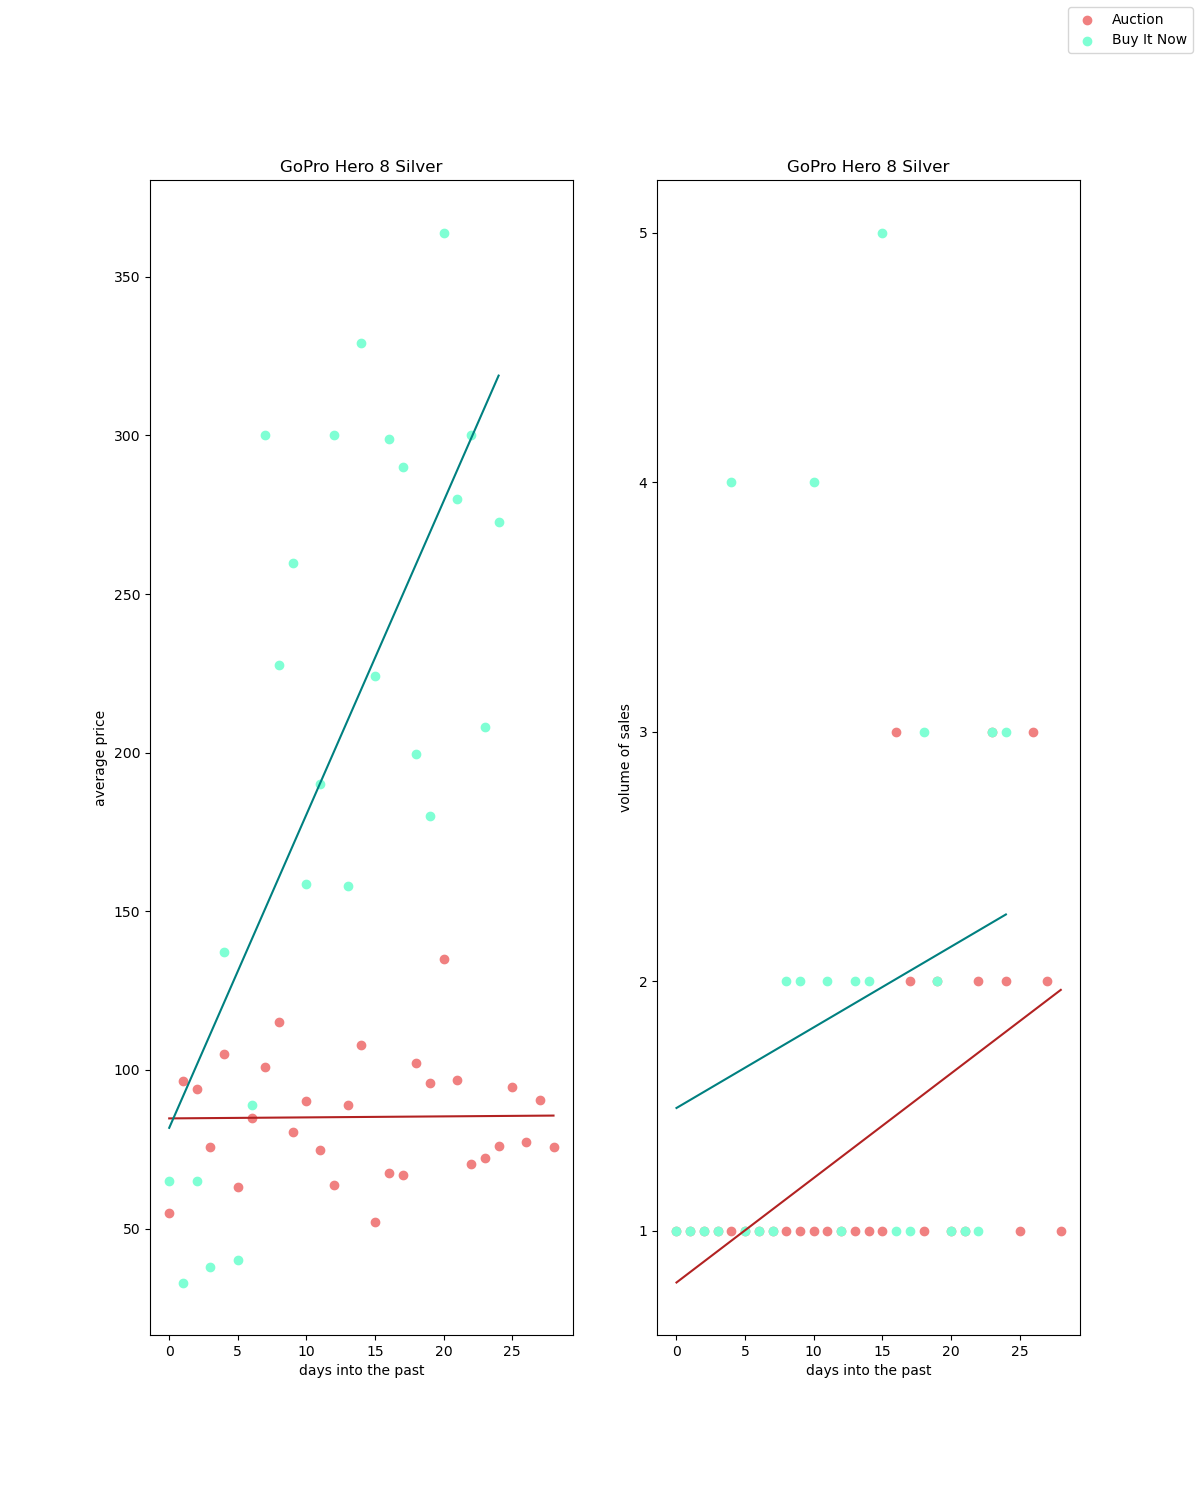 Auction
Buy It Now
GoPro Hero 8 Silver
average price
350
300
250
200
150
100
50
0 5 10 15 20 25
days into the past
GoPro Hero 8 Silver
volume of sales
5
4
3
2
1
0 5 10 15 20 25
days into the past